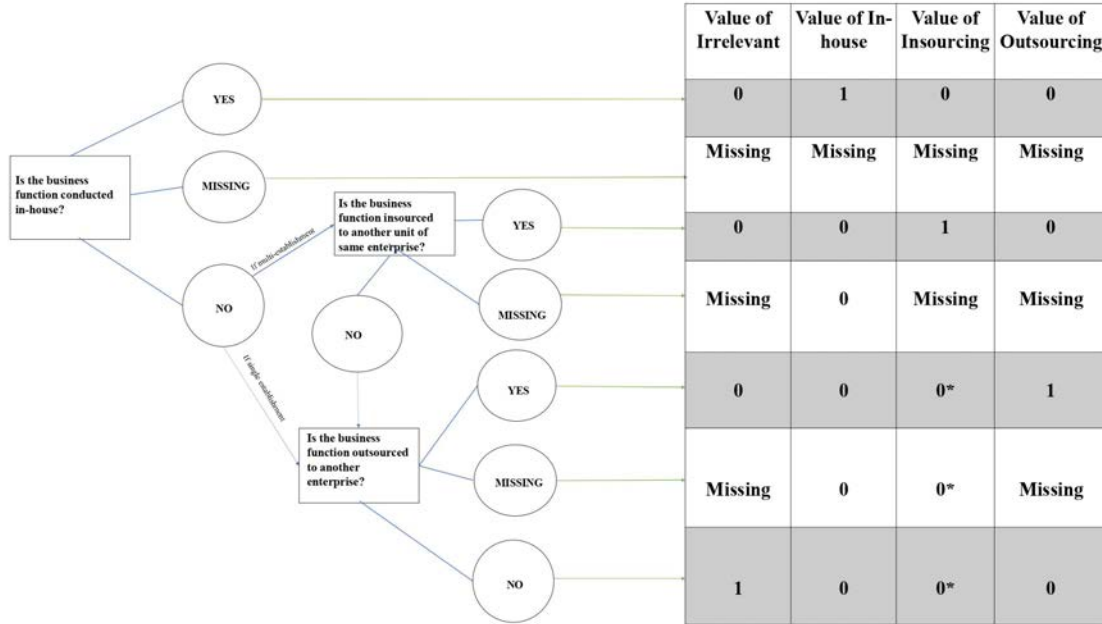 Value of
Irrelevant
Value of In-
house
Value of
Insourcing
Value of
Outsourcing
YES
0
1
0
0
Missing
Missing
Missing
Missing
Is the business
function conducted
in-house?
MISSING
Is the business
function insourced
to another unit of
same enterprise?
YES
0
0
1
0
If multi-establishment
NO
NO
MISSING
Missing
0
Missing
Missing
If single establishment
YES
0
0
0*
1
Is the business
function outsourced
to another
enterprise?
MISSING
Missing
0
0*
Missing
NO
1
0
0*
0